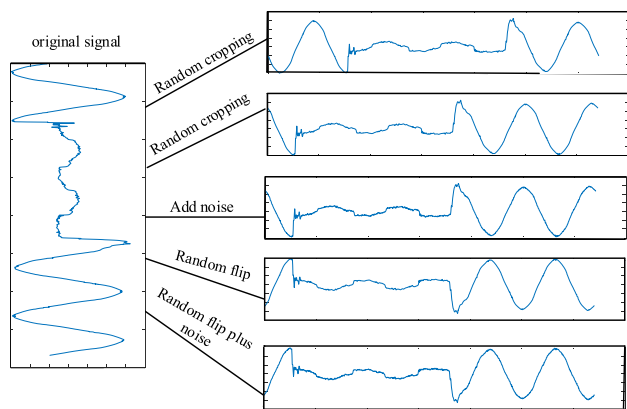 original signal
Random cropping
Random cropping
Add noise
Random flip
Random flip plus
noise